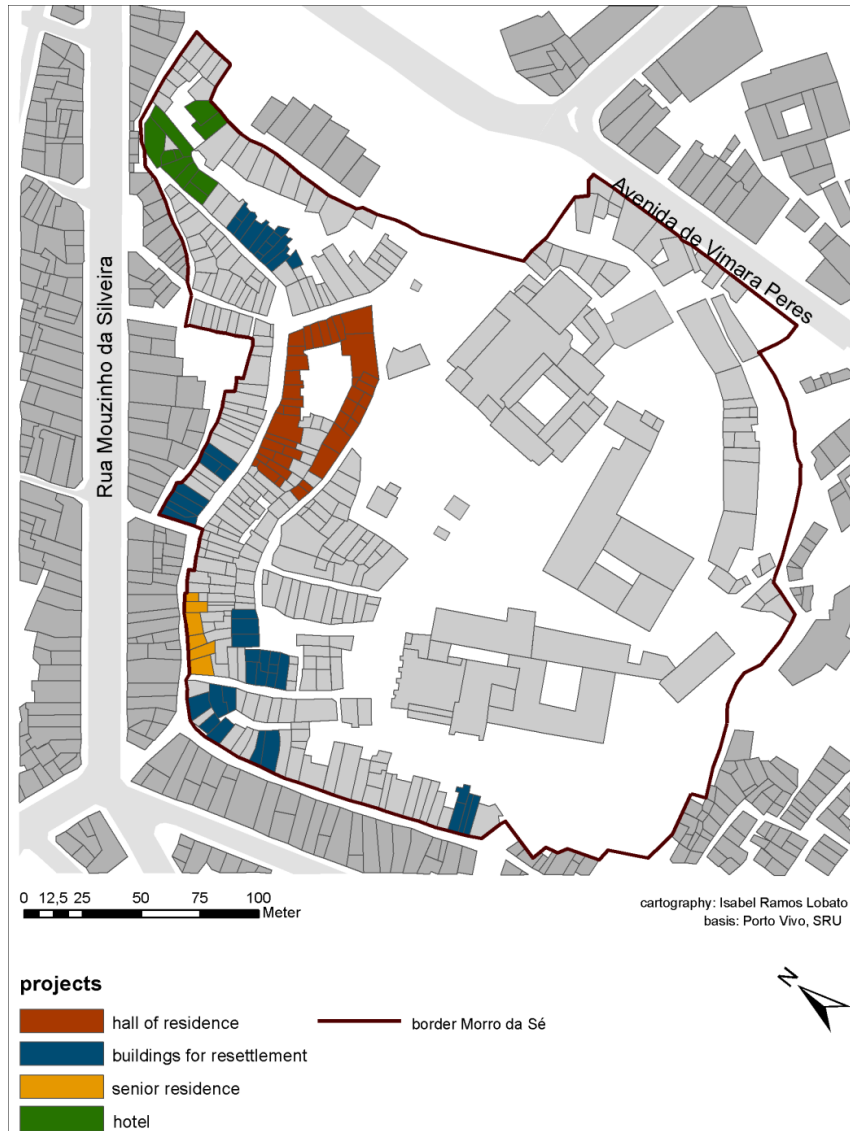 Avenida de Vimara Peres
Rua Mouzinho da Silveira
0 12,5 25 50 75 100
Meter
cartography: Isabel Ramos Lobato
basis: Porto Vivo, SRU
N
projects
hall of residence
border Morro da Sé
buildings for resettlement
senior residence
hotel